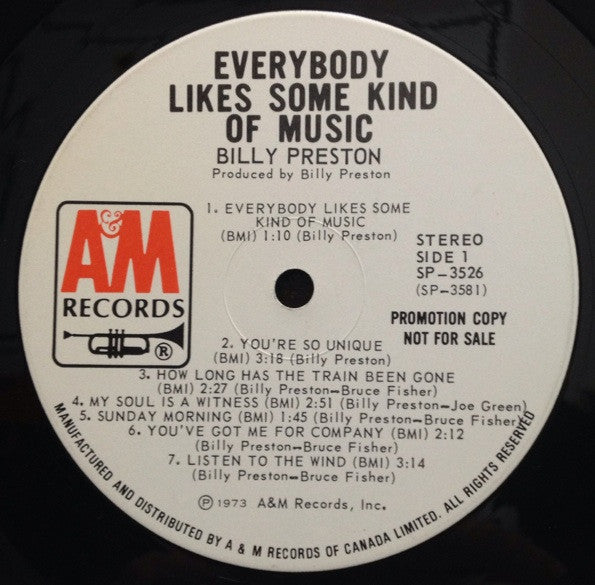 EVERYBODY
LIKES SOME KIND
OF MUSIC
BILLY PRESTON
Produced by Billy Preston
1. EVERYBODY LIKES SOME
KIND OF MUSIC
(BMI) 1:10 (Billy Preston)
A&M
RECORDS
®
STEREO
SIDE 1
SP-3526
(SP-3581)
PROMOTION COPY
NOT FOR SALE
2. YOU'RE SO UNIQUE
(BMI) 3:18 (Billy Preston)
3. HOW LONG HAS THE TRAIN BEEN GONE
(BMI) 2:27 (Billy Preston-Bruce Fisher)
4. MY SOUL IS A WITNESS (BMI) 2:51 (Billy Preston-Joe Green)
5. SUNDAY MORNING (BMI) 1:45 (Billy Preston-Bruce Fisher)
6. YOU'VE GOT ME FOR COMPANY (BMI) 2:12
(Billy Preston-Bruce Fisher)
7. LISTEN TO THE WIND (BMI) 3:14
(Billy Preston-Bruce Fisher)
℗ 1973 A&M Records, Inc.
MANUFACTURED AND DISTRIBUTED BY A & M RECORDS OF CANADA LIMITED. ALL RIGHTS RESERVED